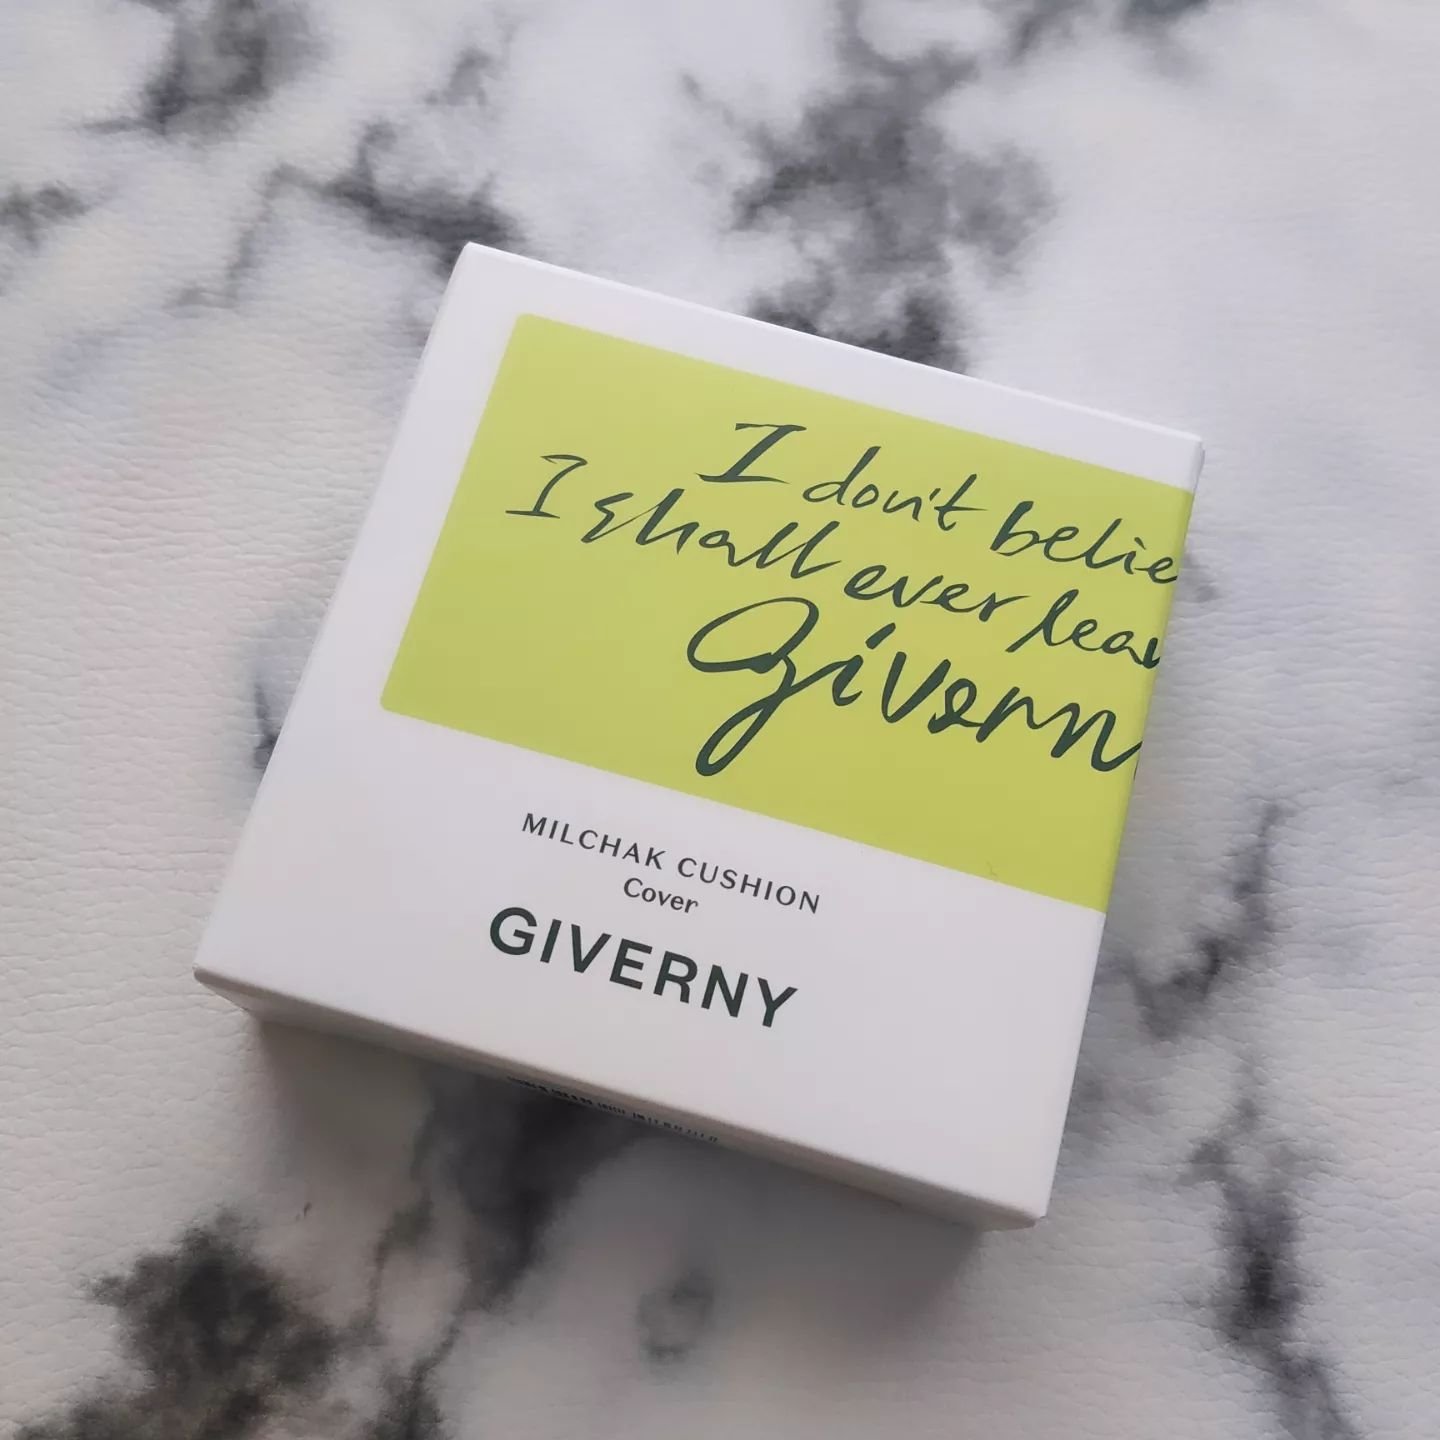 I don't belie
I shall ever leav
Givern
MILCHAK CUSHION
Cover
GIVERNY